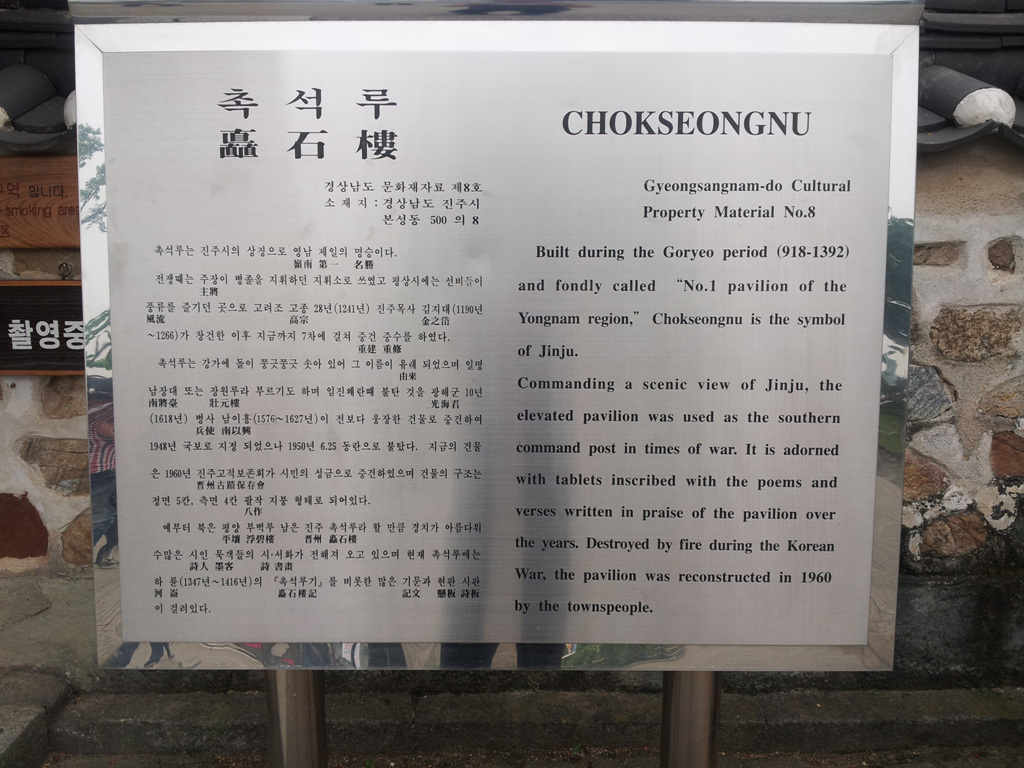 촉 석 루
矗 石 樓
경상남도 문화재자료 제8호
소 재 지 : 경상남도 진주시
본성동 500 의 8
촉석루는 진주시의 상징으로 영남 제일의 명승이다.
嶺南 第一 名勝
전쟁때는 주장이 병졸을 지휘하던 지휘소로 쓰였고 평상시에는 선비들이
主將
풍류를 즐기던 곳으로 고려조 고종 28년(1241년) 진주목사 김지대(1190년
風流 高宗 金之岱
~1266)가 창건한 이후 지금까지 7차에 걸쳐 중건 중수를 하였다.
重建 重修
촉석루는 강가에 돌이 쭝긋쭝긋 솟아 있어 그 이름이 유래 되었으며 일명
由來
남장대 또는 장원루라 부르기도 하며 임진왜란때 불탄 것을 광해군 10년
南將臺 壯元樓 光海君
(1618년) 병사 남이흥(1576~1627년)이 전보다 웅장한 건물로 중건하여
兵使 南以興
1948년 국보로 지정 되었으나 1950년 6.25 동란으로 불탔다. 지금의 건물
은 1960년 진주고적보존회가 시민의 성금으로 중건하였으며 건물의 구조는
晋州古蹟保存會
정면 5칸, 측면 4칸 팔작 지붕 형태로 되어있다.
八作
예부터 북은 평양 부벽루 남은 진주 촉석루라 할 만큼 경치가 아름다워
平壤 浮碧樓 晋州 矗石樓
수많은 시인 묵객들의 시·서화가 전해져 오고 있으며 현재 촉석루에는
詩人 墨客 詩 書畵
하 륜(1347년~1416년)의 『촉석루기』를 비롯한 많은 기문과 현판 시판
河 崙 矗石樓記 記文 懸板 詩板
이 걸려있다.
CHOKSEONGNU
Gyeongsangnam-do Cultural
Property Material No.8
Built during the Goryeo period (918-1392)
and fondly called “No.1 pavilion of the
Yongnam region,” Chokseongnu is the symbol
of Jinju.
Commanding a scenic view of Jinju, the
elevated pavilion was used as the southern
command post in times of war. It is adorned
with tablets inscribed with the poems and
verses written in praise of the pavilion over
the years. Destroyed by fire during the Korean
War, the pavilion was reconstructed in 1960
by the townspeople.
맙니다.
-smoking area
촬영중